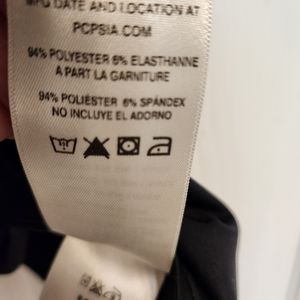 MFG DATE AND LOCATION AT
PCPSIA.COM
94% POLYESTER 6% ELASTHANNE
A PART LA GARNITURE
94% POLIÉSTER 6% SPÁNDEX
NO INCLUYE EL ADORNO